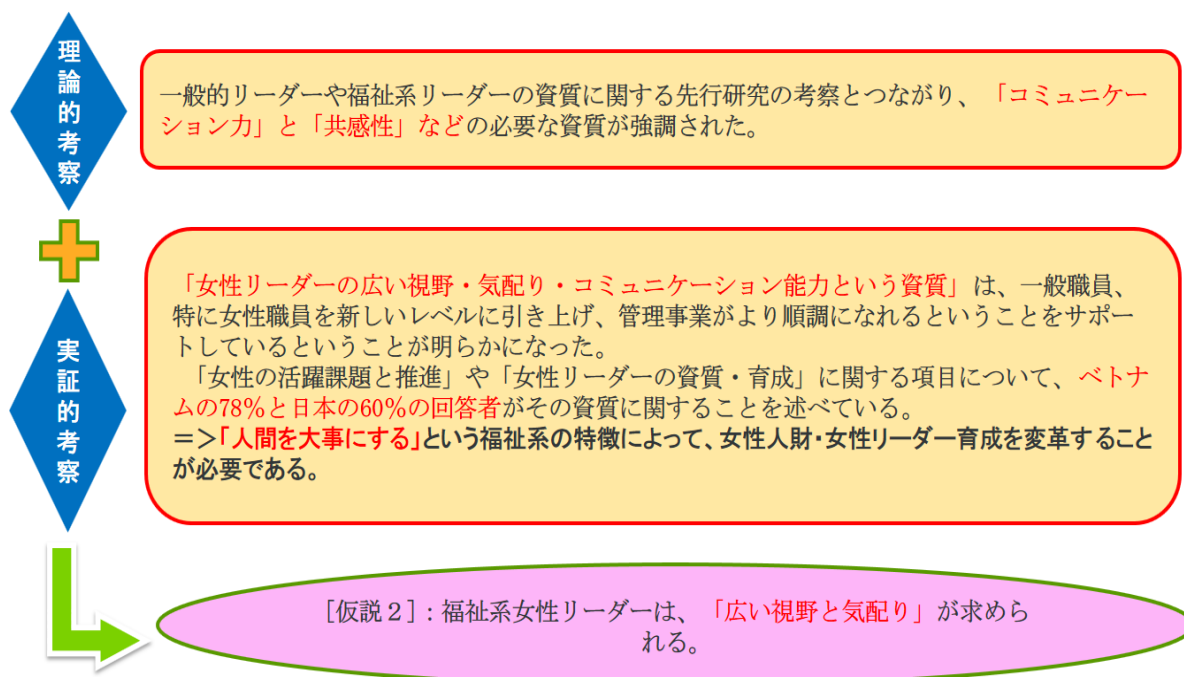 理論的考察
一般的リーダーや福祉系リーダーの資質に関する先行研究の考察とつながり、「コミュニケー
ション力」と「共感性」などの必要な資質が強調された。
実証的考察
「女性リーダーの広い視野・気配り・コミュニケーション能力という資質」は、一般職員、
特に女性職員を新しいレベルに引き上げ、管理事業がより順調になれるということをサポー
トしているということが明らかになった。
「女性の活躍課題と推進」や「女性リーダーの資質・育成」に関する項目について、ベトナ
ムの78%と日本の60%の回答者がその資質に関することを述べている。
=>「人間を大事にする」という福祉系の特徴によって、女性人財・女性リーダー育成を変革すること
が必要である。
[仮説2]:福祉系女性リーダーは、「広い視野と気配り」が求めら
れる。